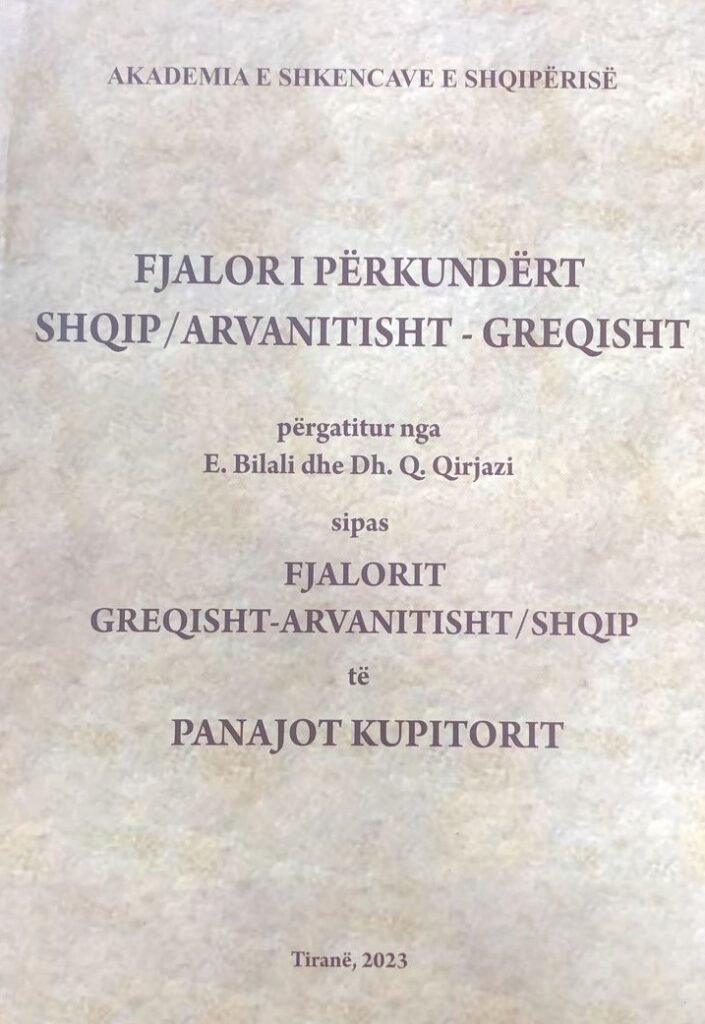 AKADEMIA E SHKENCAVE E SHQIPËRISË
FJALOR I PËRKUNDËRT
SHQIP/ARVANITISHT - GREQISHT
përgatitur nga
E. Bilali dhe Dh. Q. Qirjazi
sipas
FJALORIT
GREQISHT-ARVANITISHT/SHQIP
të
PANAJOT KUPITORIT
Tiranë, 2023